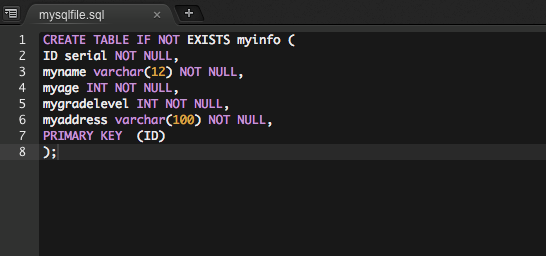 mysqlfile.sql × +
1 CREATE TABLE IF NOT EXISTS myinfo (
2 ID serial NOT NULL,
3 myname varchar(12) NOT NULL,
4 myage INT NOT NULL,
5 mygradelevel INT NOT NULL,
6 myaddress varchar(100) NOT NULL,
7 PRIMARY KEY  (ID)
8 );